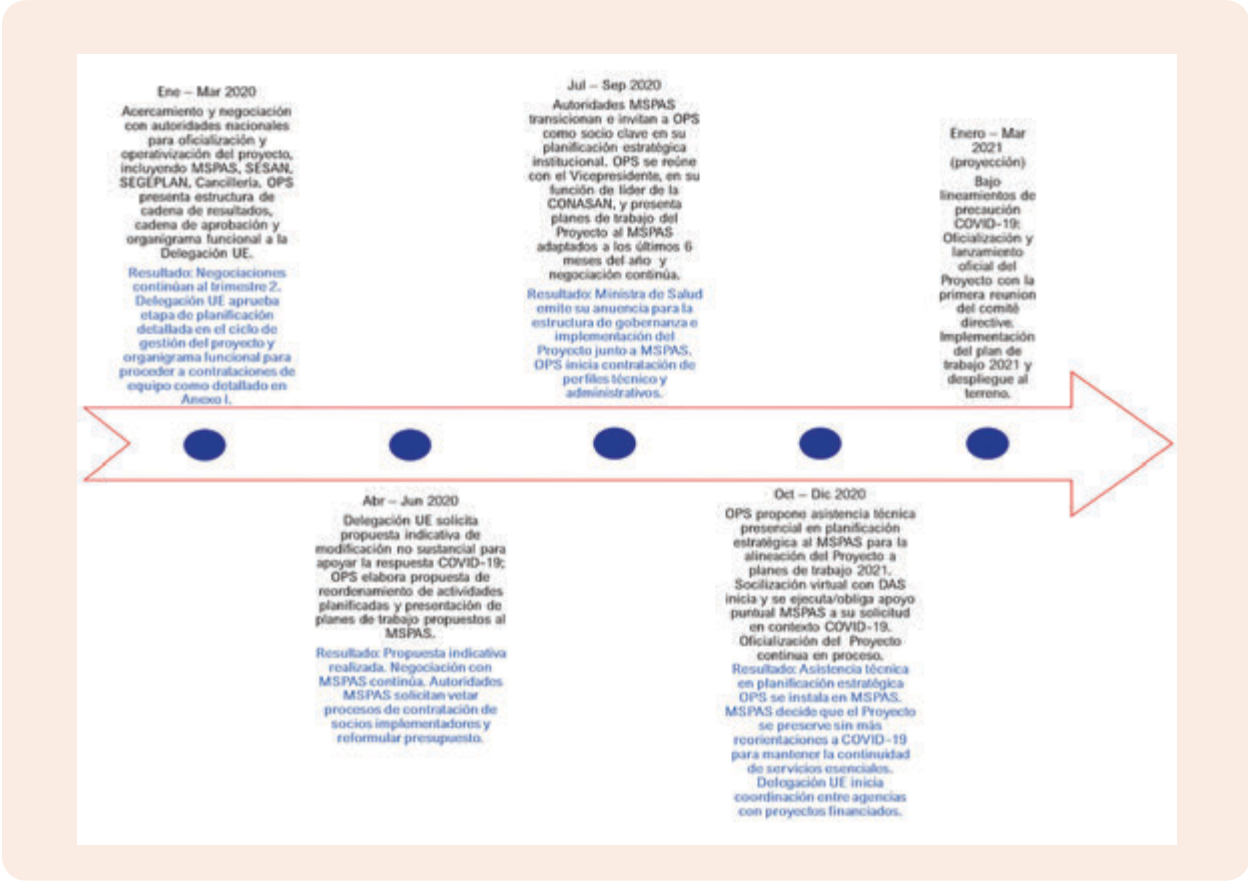 Ene – Mar 2020
Acercamiento y negociación
con autoridades nacionales
para oficialización y
operativización del proyecto,
incluyendo MSPAS, SESAN,
SEGEPLAN, Cancillería. OPS
presenta estructura de
cadena de resultados,
cadena de aprobación y
organigrama funcional a la
Delegación UE.
Resultado: Negociaciones
continúan al trimestre 2.
Delegación UE aprueba
etapa de planificación
detallada en el ciclo de
gestión del proyecto y
organigrama funcional para
proceder a contrataciones de
equipo como detallado en
Anexo I.
Abr – Jun 2020
Delegación UE solicita
propuesta indicativa de
modificación no sustancial para
apoyar la respuesta COVID-19;
OPS elabora propuesta de
reordenamiento de actividades
planificadas y presentación de
planes de trabajo propuestos al
MSPAS.
Resultado: Propuesta indicativa
realizada. Negociación con
MSPAS continúa. Autoridades
MSPAS solicitan vetar
procesos de contratación de
socios implementadores y
reformular presupuesto.
Jul – Sep 2020
Autoridades MSPAS
transicionan e invitan a OPS
como socio clave en su
planificación estratégica
institucional. OPS se reúne
con el Vicepresidente, en su
función de líder de la
CONASAN, y presenta
planes de trabajo del
Proyecto al MSPAS
adaptados a los últimos 6
meses del año y
negociación continúa.
Resultado: Ministra de Salud
emite su anuencia para la
estructura de gobernanza e
implementación del
Proyecto junto a MSPAS.
OPS inicia contratación de
perfiles técnico y
administrativos.
Oct – Dic 2020
OPS propone asistencia técnica
presencial en planificación
estratégica al MSPAS para la
alineación del Proyecto a
planes de trabajo 2021.
Socilización virtual con DAS
inicia y se ejecuta/obliga apoyo
puntual MSPAS a su solicitud
en contexto COVID-19.
Oficialización del Proyecto
continua en proceso.
Resultado: Asistencia técnica
en planificación estratégica
OPS se instala en MSPAS.
MSPAS decide que el Proyecto
se preserve sin más
reorientaciones a COVID-19
para mantener la continuidad
de servicios esenciales.
Delegación UE inicia
coordinación entre agencias
con proyectos financiados.
Enero – Mar
2021
(proyección)
Bajo
lineamientos de
precaución
COVID-19:
Oficialización y
lanzamiento
oficial del
Proyecto con la
primera reunion
del comité
directive.
Implementación
del plan de
trabajo 2021 y
despliegue al
terreno.